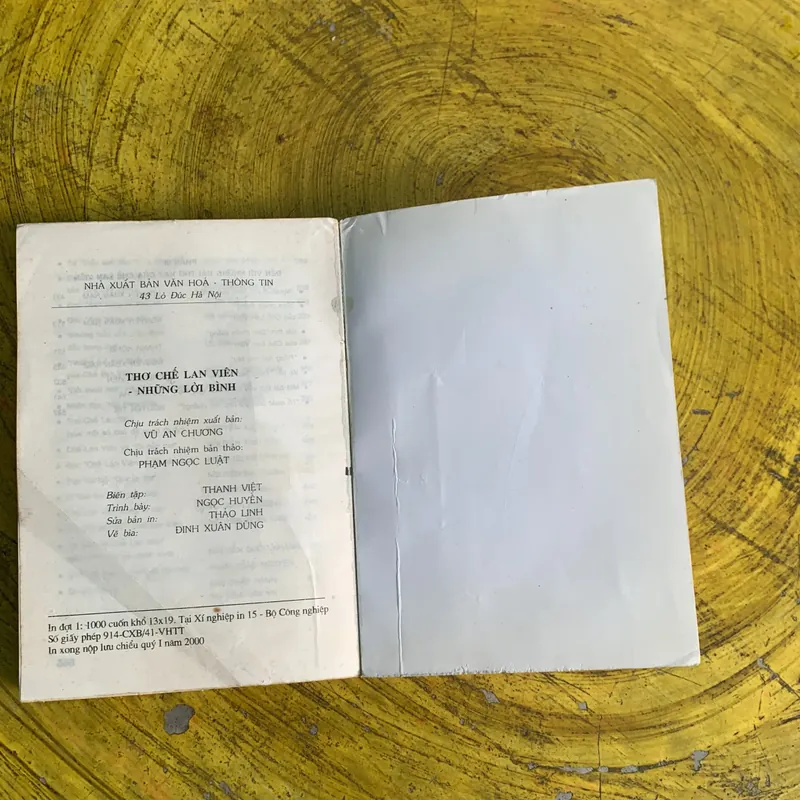 NHÀ XUẤT BẢN VĂN HOÁ - THÔNG TIN
43 Lò Đúc Hà Nội
THƠ CHẾ LAN VIÊN
- NHỮNG LỜI BÌNH
Chịu trách nhiệm xuất bản:
VŨ AN CHƯƠNG
Chịu trách nhiệm bản thảo:
PHẠM NGỌC LUẬT
Biên tập: THANH VIỆT
Trình bày: NGỌC HUYỀN
Sửa bản in: THẢO LINH
Vẽ bìa: ĐINH XUÂN DŨNG
In đợt 1: 1000 cuốn khổ 13x19. Tại Xí nghiệp in 15 - Bộ Công nghiệp
Số giấy phép 914-CXB/41-VHTT
In xong nộp lưu chiểu quý I năm 2000